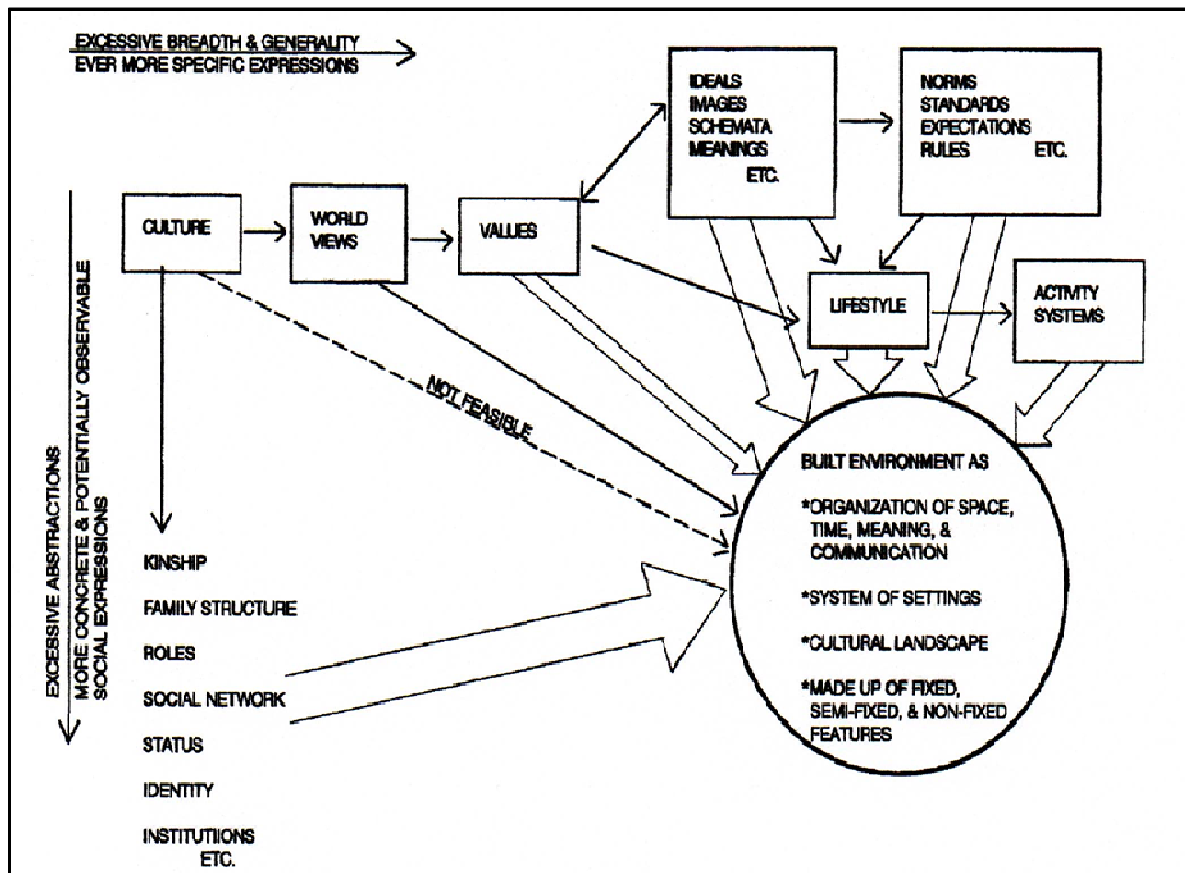 EXCESSIVE BREADTH & GENERALITY
EVER MORE SPECIFIC EXPRESSIONS
IDEALS
IMAGES
SCHEMATA
MEANINGS
ETC.
NORMS
STANDARDS
EXPECTATIONS
RULES ETC.
CULTURE
WORLD
VIEWS
VALUES
LIFESTYLE
ACTIVITY
SYSTEMS
NOT FEASIBLE
EXCESSIVE ABSTRACTIONS
MORE CONCRETE & POTENTIALLY OBSERVABLE
SOCIAL EXPRESSIONS
KINSHIP
FAMILY STRUCTURE
ROLES
SOCIAL NETWORK
STATUS
IDENTITY
INSTITUTIIONS
ETC.
BUILT ENVIRONMENT AS
*ORGANIZATION OF SPACE,
TIME, MEANING, &
COMMUNICATION
*SYSTEM OF SETTINGS
*CULTURAL LANDSCAPE
*MADE UP OF FIXED,
SEMI-FIXED, & NON-FIXED
FEATURES